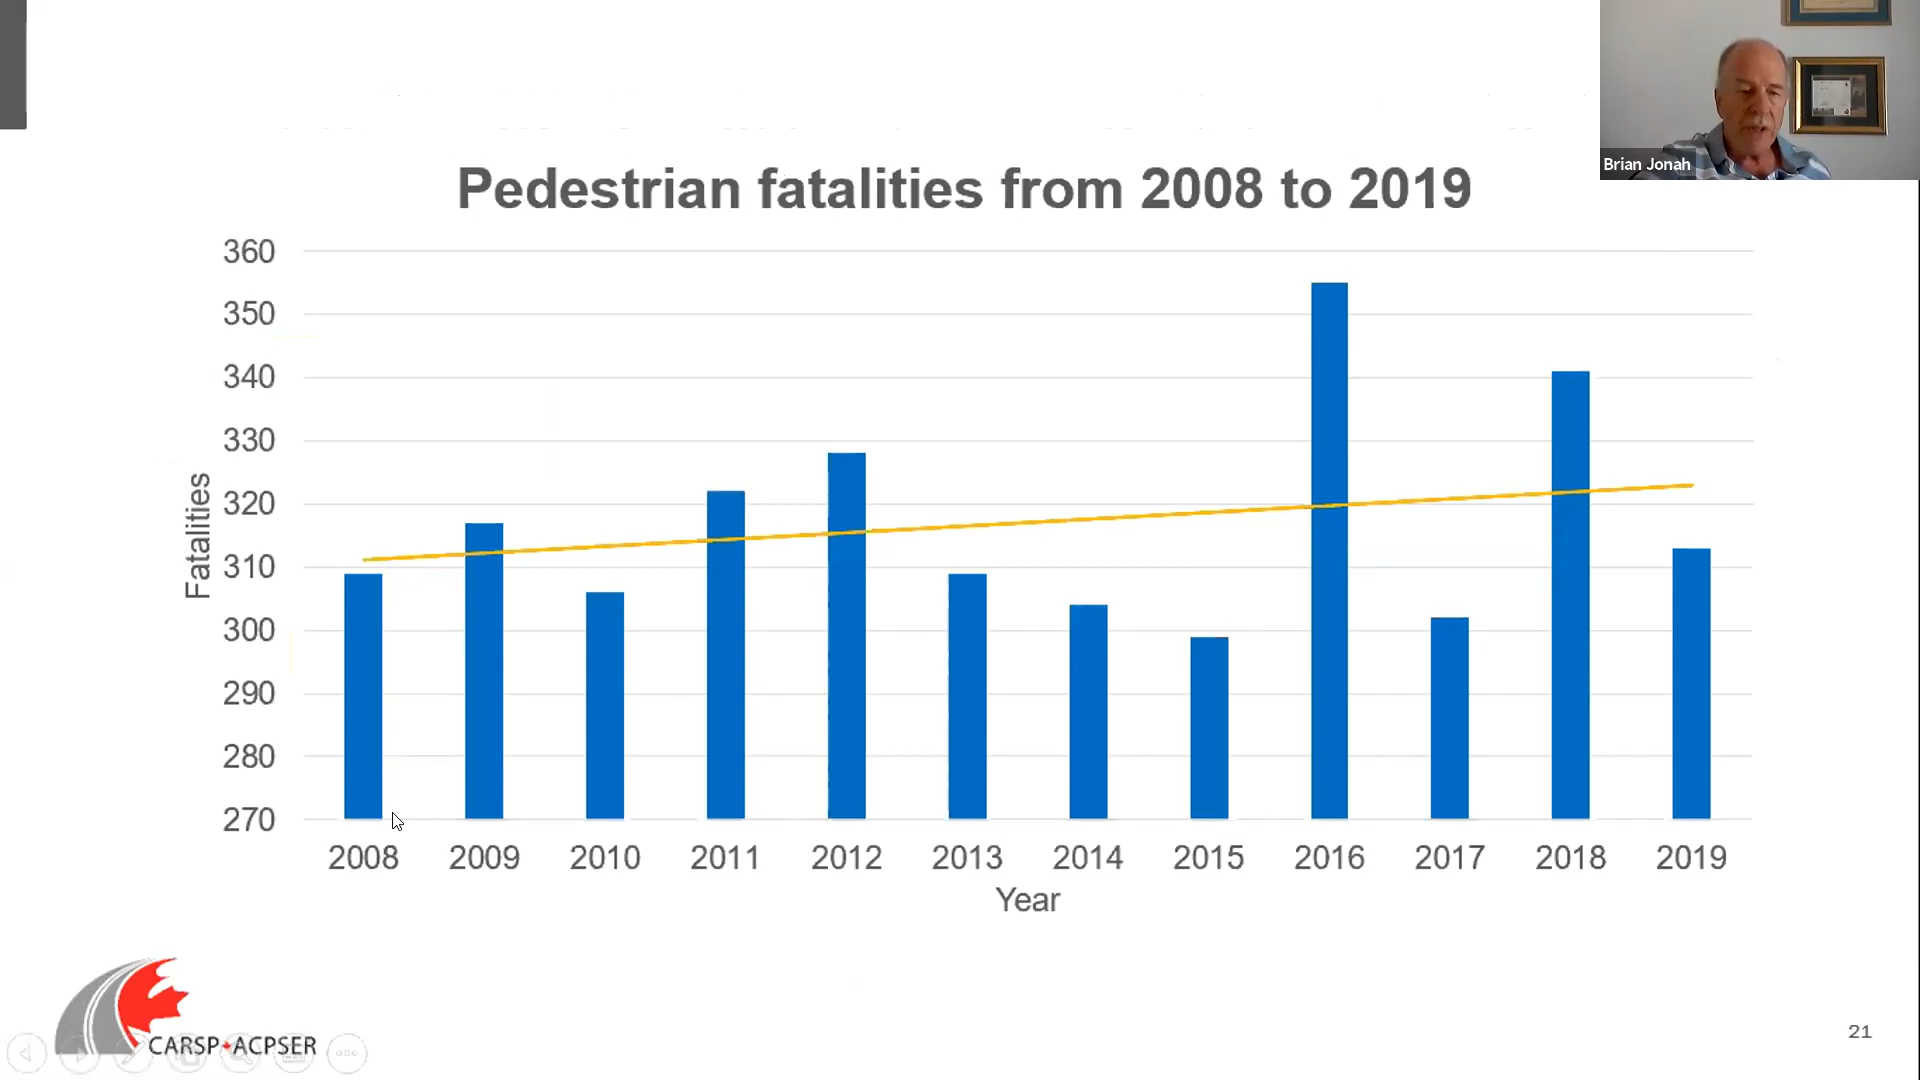 Brian Jonah
Pedestrian fatalities from 2008 to 2019
360
350
340
330
320
310
300
290
280
270
Fatalities
2008 2009 2010 2011 2012 2013 2014 2015 2016 2017 2018 2019
Year
CARSP ACPSER
21